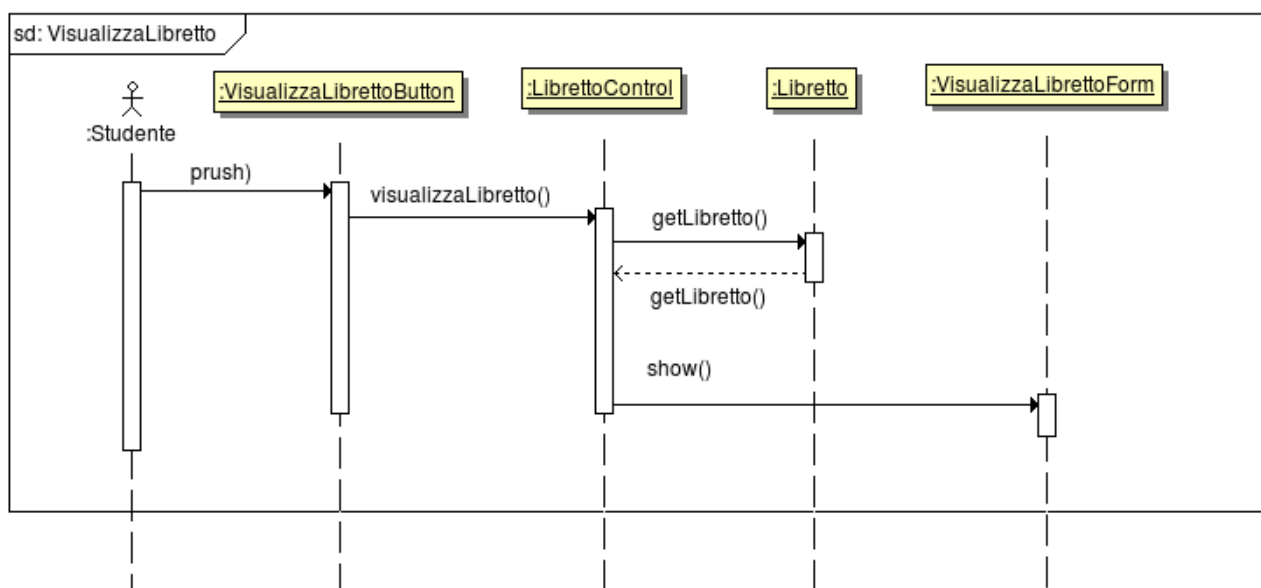 sd: VisualizzaLibretto
:Studente
:VisualizzaLibrettoButton
:LibrettoControl
:Libretto
:VisualizzaLibrettoForm
prush)
visualizzaLibretto()
getLibretto()
getLibretto()
show()